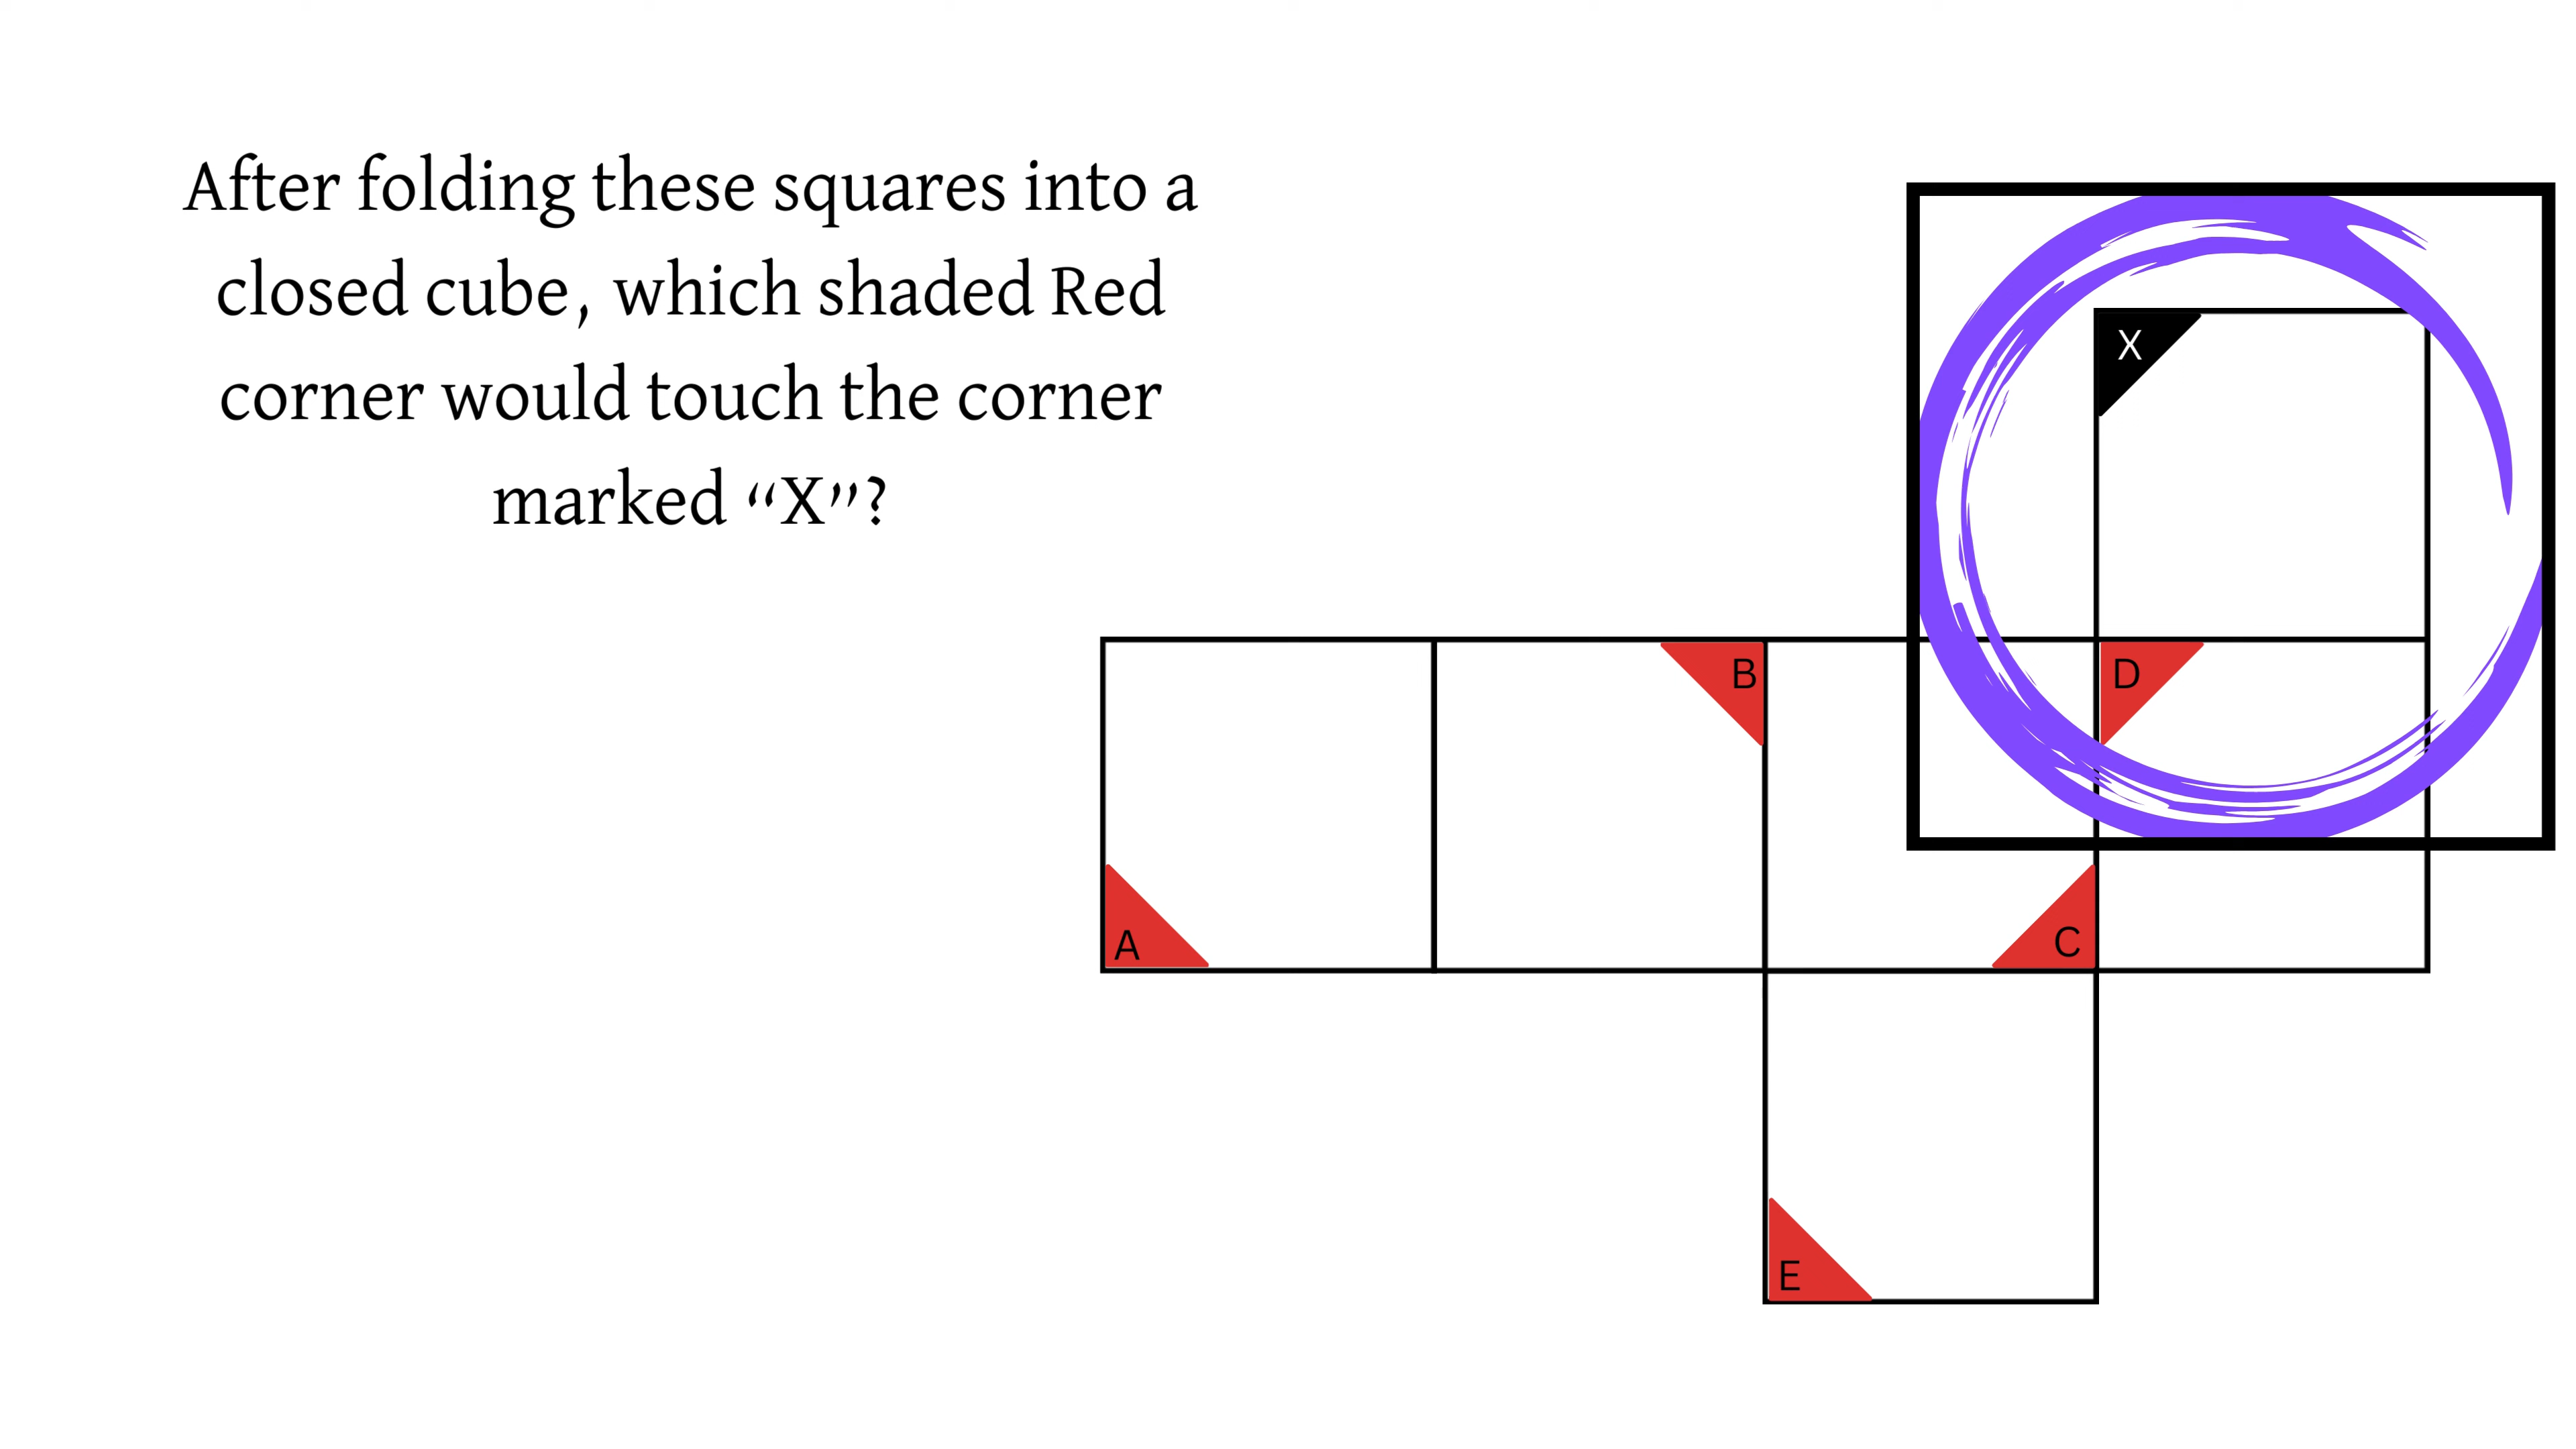 After folding these squares into a
closed cube, which shaded Red
corner would touch the corner
marked “X”?
X
B
D
A
C
E